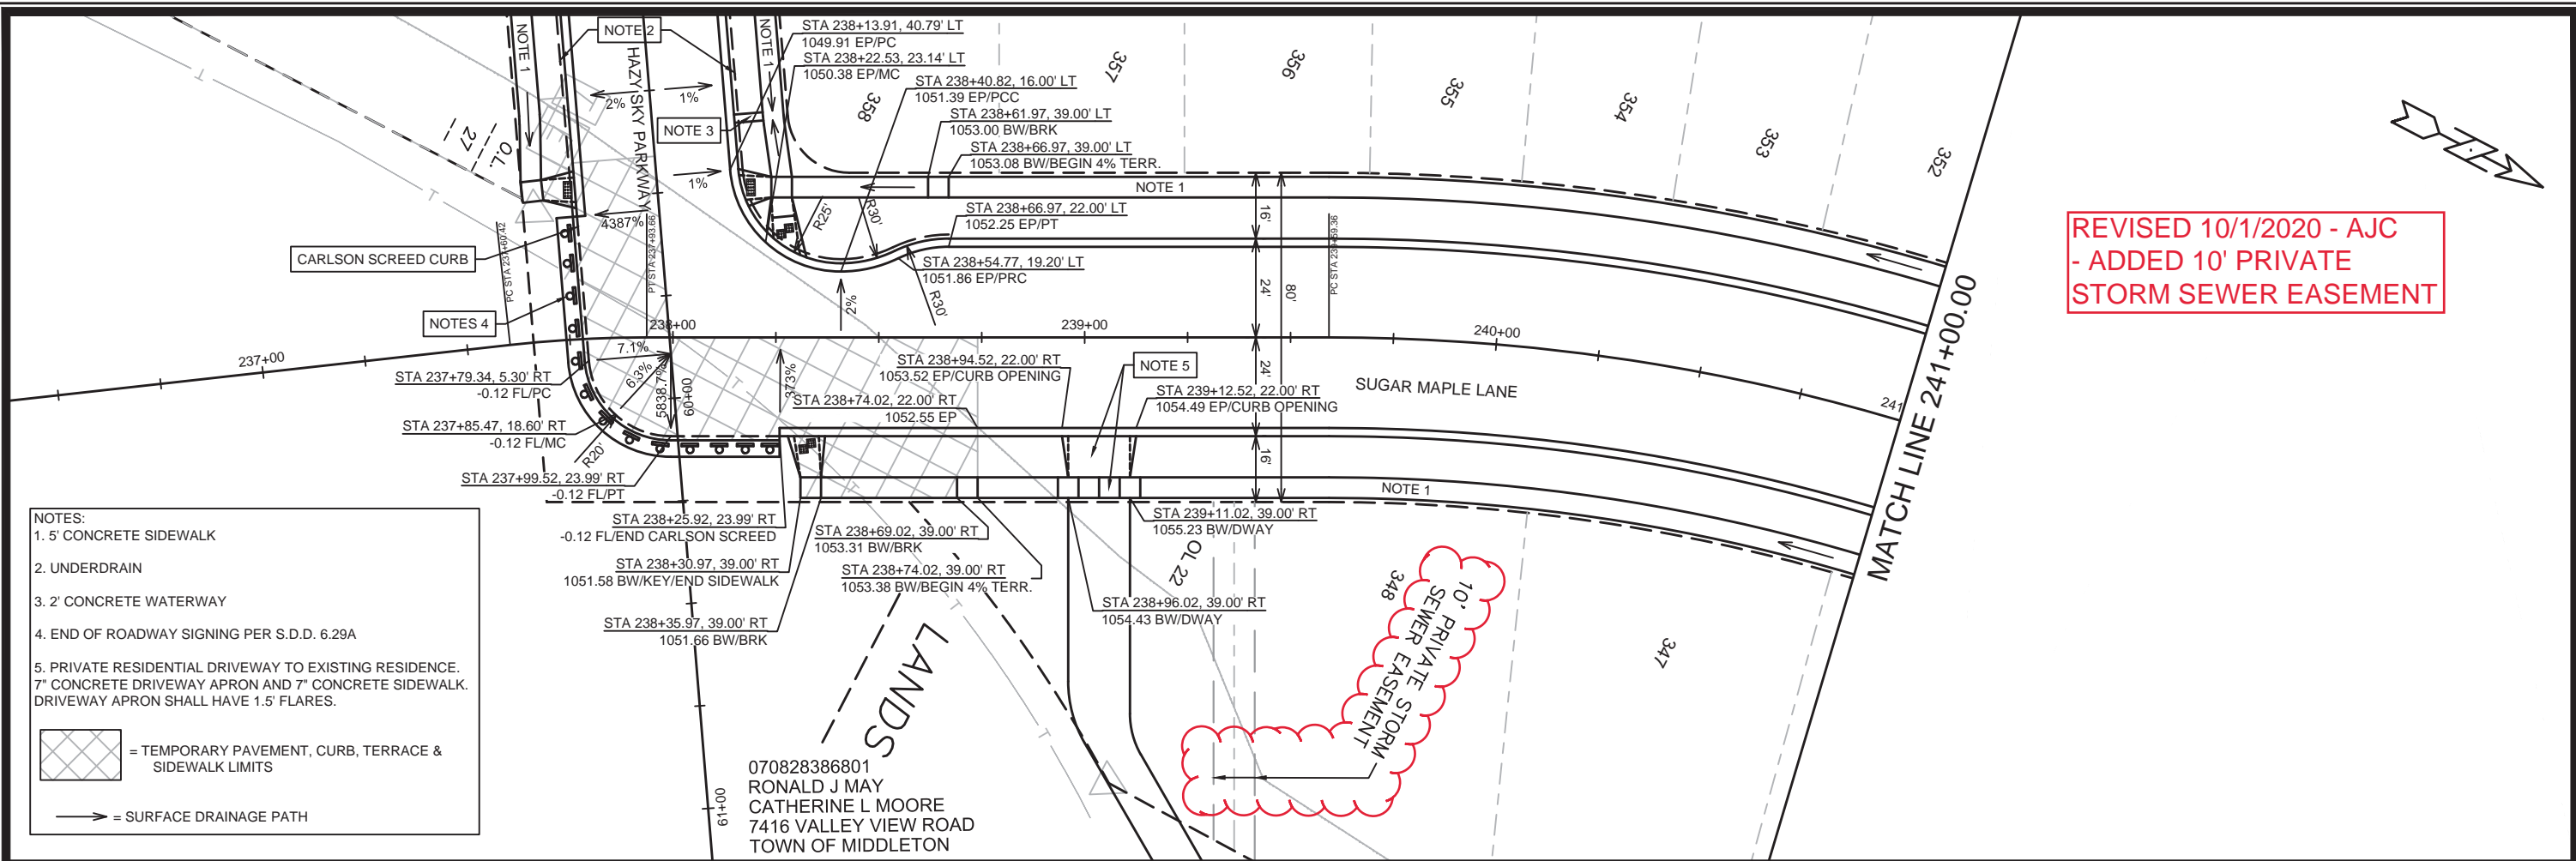 NOTE 1
NOTE 2
HAZY SKY PARKWAY
NOTE 1
STA 238+13.91, 40.79' LT
1049.91 EP/PC
STA 238+22.53, 23.14' LT
1050.38 EP/MC
STA 238+40.82, 16.00' LT
1051.39 EP/PCC
STA 238+61.97, 39.00' LT
1053.00 BW/BRK
STA 238+66.97, 39.00' LT
1053.08 BW/BEGIN 4% TERR.
358
357
356
355
354
353
352
2%
1%
NOTE 3
1%
O.L.
27
NOTE 1
STA 238+66.97, 22.00' LT
1052.25 EP/PT
STA 238+54.77, 19.20' LT
1051.86 EP/PRC
R25'
R30'
R30'
16'
24'
80'
24'
16'
PC STA 237+60.42
PT STA 237+93.66
4387%
CARLSON SCREED CURB
NOTES 4
2%
237+00
238+00
239+00
240+00
241
SUGAR MAPLE LANE
MATCH LINE 241+00.00
REVISED 10/1/2020 - AJC
- ADDED 10' PRIVATE
STORM SEWER EASEMENT
7.1%
6.3%
5838.7%
60+00
.373%
STA 237+79.34, 5.30' RT
-0.12 FL/PC
STA 237+85.47, 18.60' RT
-0.12 FL/MC
R20'
STA 237+99.52, 23.99' RT
-0.12 FL/PT
STA 238+94.52, 22.00' RT
1053.52 EP/CURB OPENING
NOTE 5
STA 238+74.02, 22.00' RT
1052.55 EP
STA 239+12.52, 22.00' RT
1054.49 EP/CURB OPENING
NOTE 1
STA 238+25.92, 23.99' RT
-0.12 FL/END CARLSON SCREED
STA 238+30.97, 39.00' RT
1051.58 BW/KEY/END SIDEWALK
STA 238+35.97, 39.00' RT
1051.66 BW/BRK
STA 238+69.02, 39.00' RT
1053.31 BW/BRK
STA 238+74.02, 39.00' RT
1053.38 BW/BEGIN 4% TERR.
STA 239+11.02, 39.00' RT
1055.23 BW/DWAY
STA 238+96.02, 39.00' RT
1054.43 BW/DWAY
OL 22
348
347
10' PRIVATE STORM
SEWER EASEMENT
LANDS
61+00
070828386801
RONALD J MAY
CATHERINE L MOORE
7416 VALLEY VIEW ROAD
TOWN OF MIDDLETON
NOTES:
1. 5' CONCRETE SIDEWALK
2. UNDERDRAIN
3. 2' CONCRETE WATERWAY
4. END OF ROADWAY SIGNING PER S.D.D. 6.29A
5. PRIVATE RESIDENTIAL DRIVEWAY TO EXISTING RESIDENCE.
7" CONCRETE DRIVEWAY APRON AND 7" CONCRETE SIDEWALK.
DRIVEWAY APRON SHALL HAVE 1.5' FLARES.
= TEMPORARY PAVEMENT, CURB, TERRACE &
SIDEWALK LIMITS
= SURFACE DRAINAGE PATH